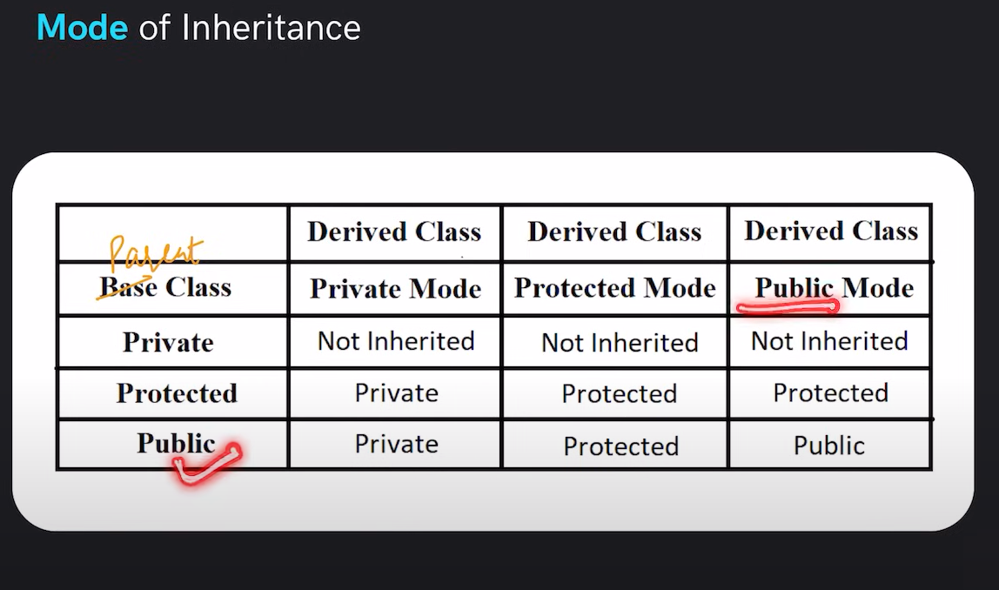 Mode of Inheritance
Derived Class Derived Class Derived Class
Parent
Base Class Private Mode Protected Mode Public Mode
Private Not Inherited Not Inherited Not Inherited
Protected Private Protected Protected
Public Private Protected Public